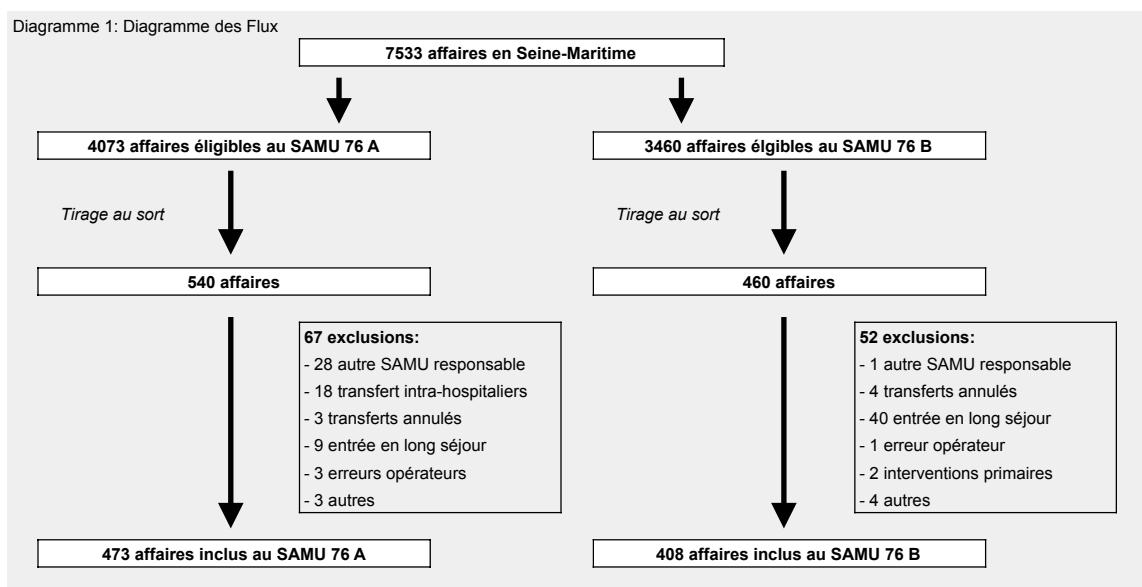 Diagramme 1: Diagramme des Flux
7533 affaires en Seine-Maritime
4073 affaires éligibles au SAMU 76 A
3460 affaires élgibles au SAMU 76 B
Tirage au sort
Tirage au sort
540 affaires
460 affaires
67 exclusions:
- 28 autre SAMU responsable
- 18 transfert intra-hospitaliers
- 3 transferts annulés
- 9 entrée en long séjour
- 3 erreurs opérateurs
- 3 autres
52 exclusions:
- 1 autre SAMU responsable
- 4 transferts annulés
- 40 entrée en long séjour
- 1 erreur opérateur
- 2 interventions primaires
- 4 autres
473 affaires inclus au SAMU 76 A
408 affaires inclus au SAMU 76 B